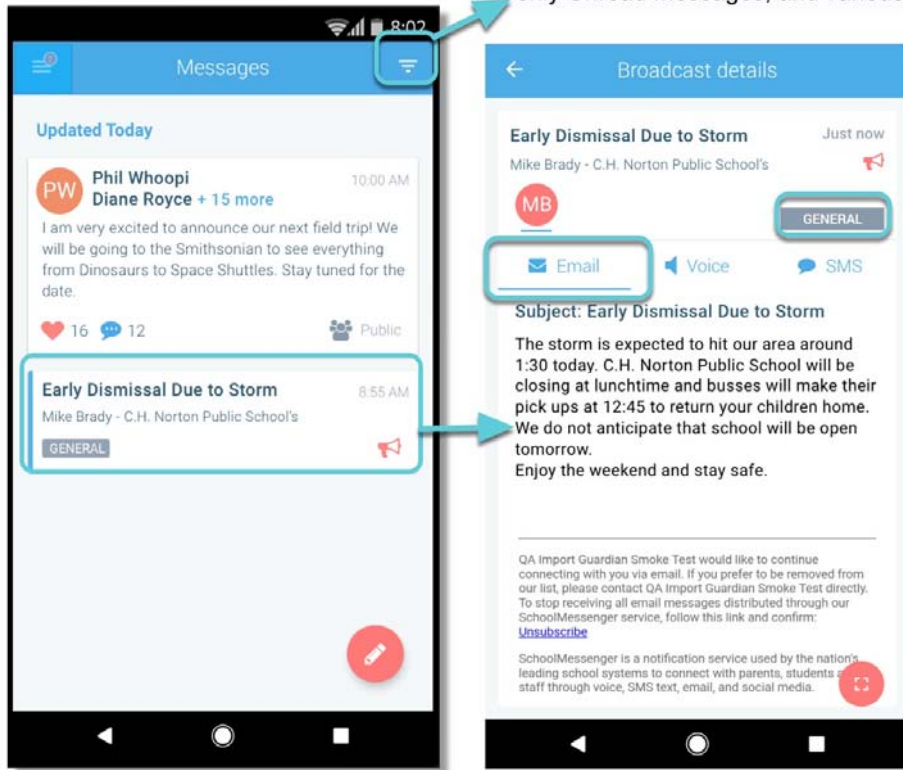 only Unread messages, and various
8:02
Messages
Updated Today
PW
Phil Whoopi
10:00 AM
Diane Royce + 15 more
I am very excited to announce our next field trip! We
will be going to the Smithsonian to see everything
from Dinosaurs to Space Shuttles. Stay tuned for the
date.
16 12
Public
Early Dismissal Due to Storm
8:55 AM
Mike Brady - C.H. Norton Public School's
GENERAL
Broadcast details
Early Dismissal Due to Storm
Just now
Mike Brady - C.H. Norton Public School's
MB
GENERAL
Email
Voice
SMS
Subject: Early Dismissal Due to Storm
The storm is expected to hit our area around
1:30 today. C.H. Norton Public School will be
closing at lunchtime and busses will make their
pick ups at 12:45 to return your children home.
We do not anticipate that school will be open
tomorrow.
Enjoy the weekend and stay safe.
QA Import Guardian Smoke Test would like to continue
connecting with you via email. If you prefer to be removed from
our list, please contact QA Import Guardian Smoke Test directly.
To stop receiving all email messages distributed through our
SchoolMessenger service, follow this link and confirm:
Unsubscribe
SchoolMessenger is a notification service used by the nation's
leading school systems to connect with parents, students
staff through voice, SMS text, email, and social media.